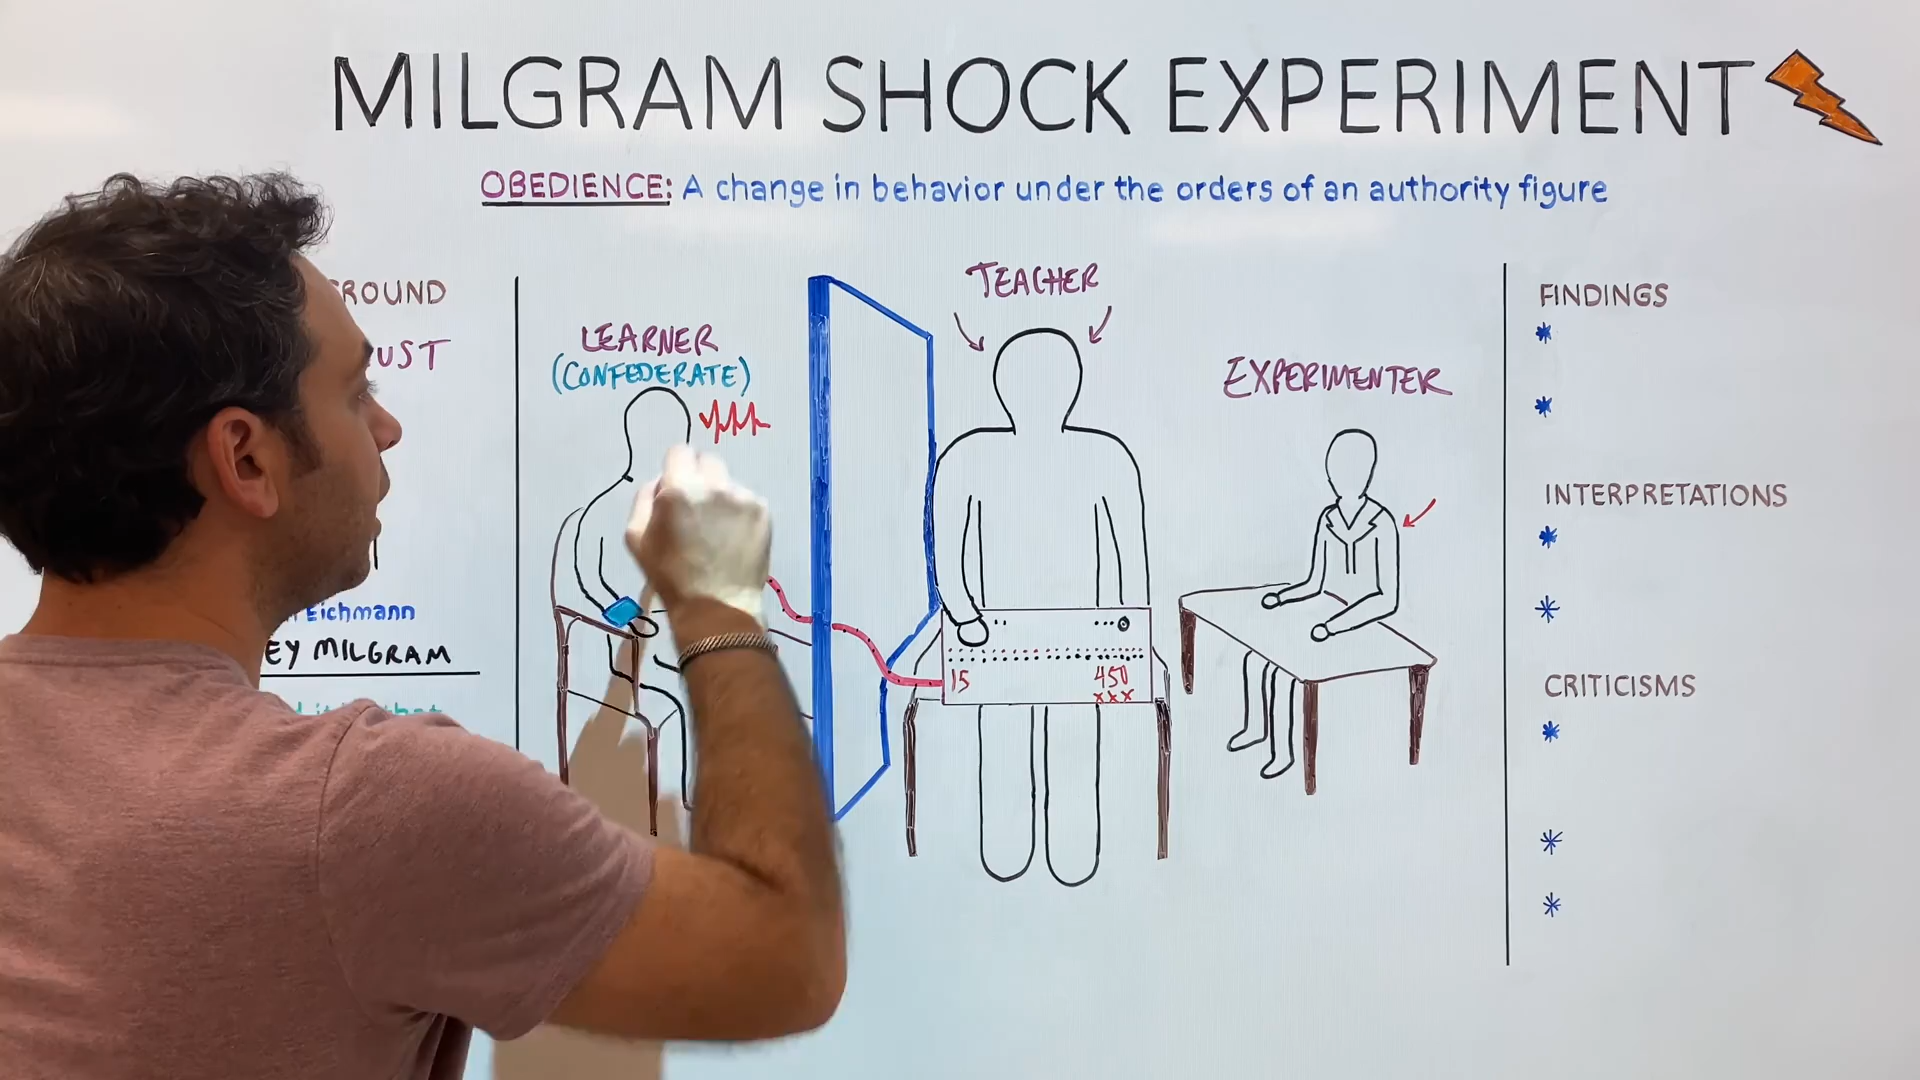 MILGRAM SHOCK EXPERIMENT
OBEDIENCE: A change in behavior under the orders of an authority figure
ROUND
UST
Eichmann
EY MILGRAM
that
LEARNER
(CONFEDERATE)
TEACHER
15
450
xxx
EXPERIMENTER
FINDINGS
*
*
INTERPRETATIONS
*
*
CRITICISMS
*
*
*